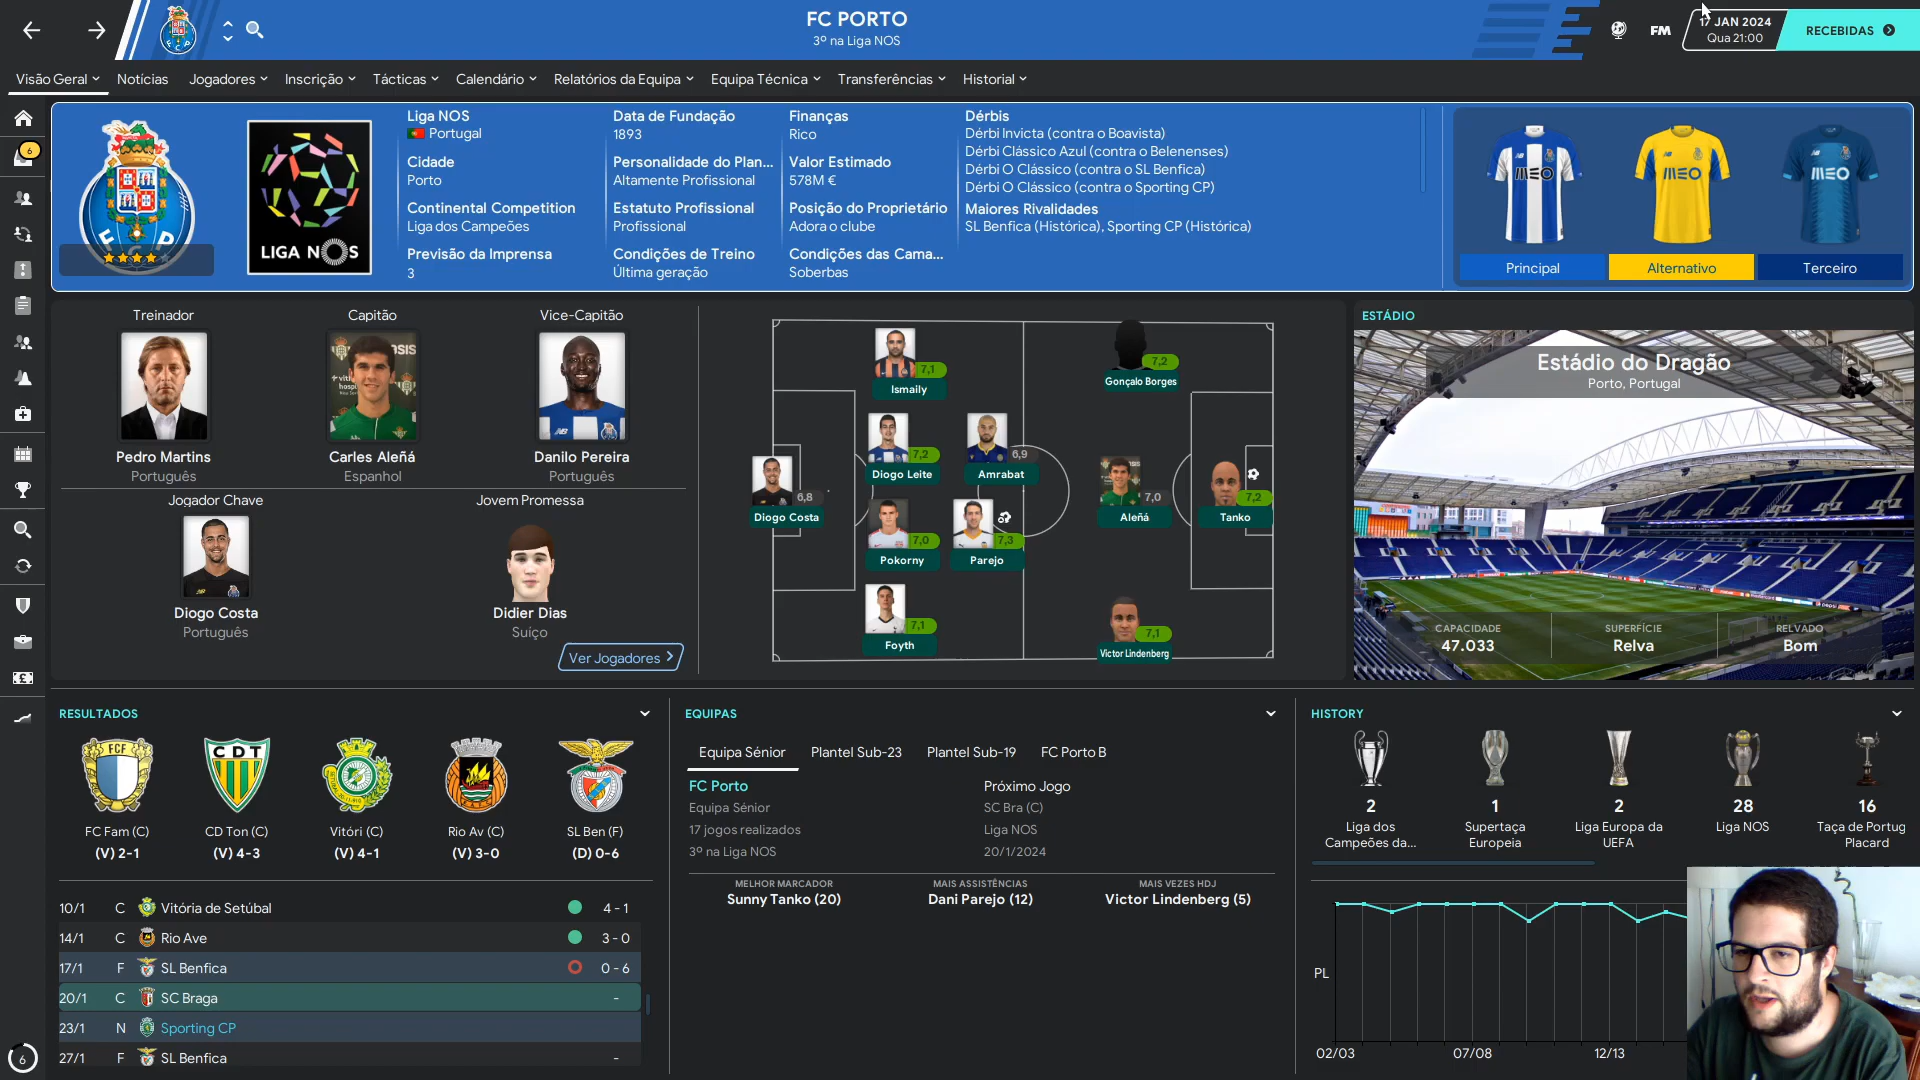 FC PORTO
3º na Liga NOS
FM
17 JAN 2024
Qua 21:00
RECEBIDAS
Visão Geral
Notícias
Jogadores
Inscrição
Tácticas
Calendário
Relatórios da Equipa
Equipa Técnica
Transferências
Historial
6
LIGA NOS
Liga NOS
Portugal
Cidade
Porto
Continental Competition
Liga dos Campeões
Previsão da Imprensa
3
Data de Fundação
1893
Personalidade do Plan...
Altamente Profissional
Estatuto Profissional
Profissional
Condições de Treino
Última geração
Finanças
Rico
Valor Estimado
578M €
Posição do Proprietário
Adora o clube
Condições das Cama...
Soberbas
Dérbis
Dérbi Invicta (contra o Boavista)
Dérbi Clássico Azul (contra o Belenenses)
Dérbi O Clássico (contra o SL Benfica)
Dérbi O Clássico (contra o Sporting CP)
Maiores Rivalidades
SL Benfica (Histórica), Sporting CP (Histórica)
MEO
MEO
MEO
Principal
Alternativo
Terceiro
Treinador
Capitão
Vice-Capitão
Pedro Martins
Português
Carles Aleñá
Espanhol
Danilo Pereira
Português
Jogador Chave
Jovem Promessa
Diogo Costa
Português
Didier Dias
Suíço
Ver Jogadores
7,1
Ismaily
7,2
Gonçalo Borges
7,2
Diogo Leite
6,9
Amrabat
6,8
Diogo Costa
7,0
Aleñá
7,2
Tanko
7,0
Pokorny
7,3
Parejo
7,1
Foyth
7,1
Victor Lindenberg
ESTÁDIO
Estádio do Dragão
Porto, Portugal
CAPACIDADE
47.033
SUPERFÍCIE
Relva
RELVADO
Bom
RESULTADOS
FC Fam (C)
(V) 2-1
CD Ton (C)
(V) 4-3
Vitóri (C)
(V) 4-1
Rio Av (C)
(V) 3-0
SL Ben (F)
(D) 0-6
10/1 C Vitória de Setúbal 4 - 1
14/1 C Rio Ave 3 - 0
17/1 F SL Benfica 0 - 6
20/1 C SC Braga -
23/1 N Sporting CP
27/1 F SL Benfica -
EQUIPAS
Equipa Sénior
Plantel Sub-23
Plantel Sub-19
FC Porto B
FC Porto
Equipa Sénior
17 jogos realizados
3º na Liga NOS
Próximo Jogo
SC Bra (C)
Liga NOS
20/1/2024
MELHOR MARCADOR
Sunny Tanko (20)
MAIS ASSISTÊNCIAS
Dani Parejo (12)
MAIS VEZES HDJ
Victor Lindenberg (5)
HISTORY
2
Liga dos
Campeões da...
1
Supertaça
Europeia
2
Liga Europa da
UEFA
28
Liga NOS
16
Taça de Portug
Placard
PL
02/03
07/08
12/13
6